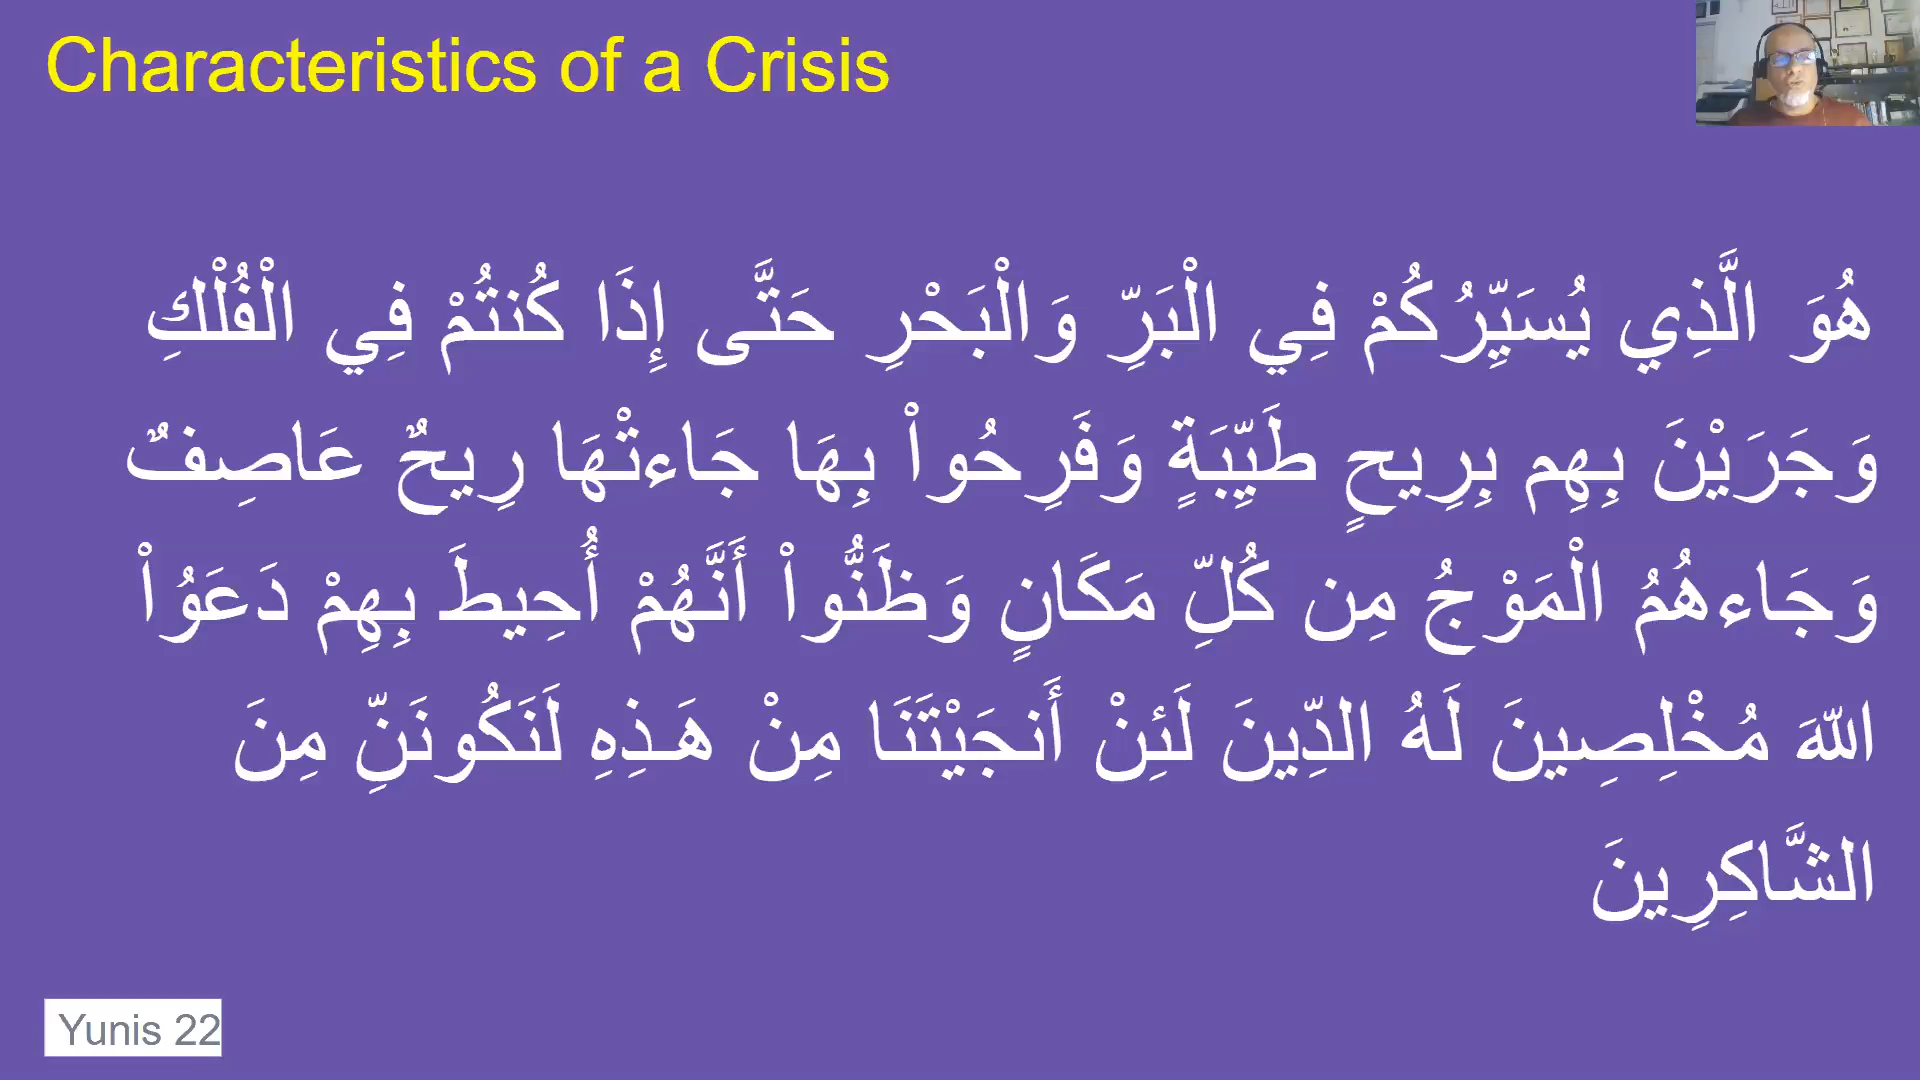 Characteristics of a Crisis
هُوَ الَّذِي يُسَيِّرُكُمْ فِي الْبَرِّ وَالْبَحْرِ حَتَّى إِذَا كُنتُمْ فِي الْفُلْكِ
وَجَرَيْنَ بِهِم بِرِيحٍ طَيِّبَةٍ وَفَرِحُواْ بِهَا جَاءتْهَا رِيحٌ عَاصِفٌ
وَجَاءهُمُ الْمَوْجُ مِن كُلِّ مَكَانٍ وَظَنُّواْ أَنَّهُمْ أُحِيطَ بِهِمْ دَعَوُاْ
اللّهَ مُخْلِصِينَ لَهُ الدِّينَ لَئِنْ أَنجَيْتَنَا مِنْ هَـذِهِ لَنَكُونَنِّ مِنَ
الشَّاكِرِينَ
Yunis 22